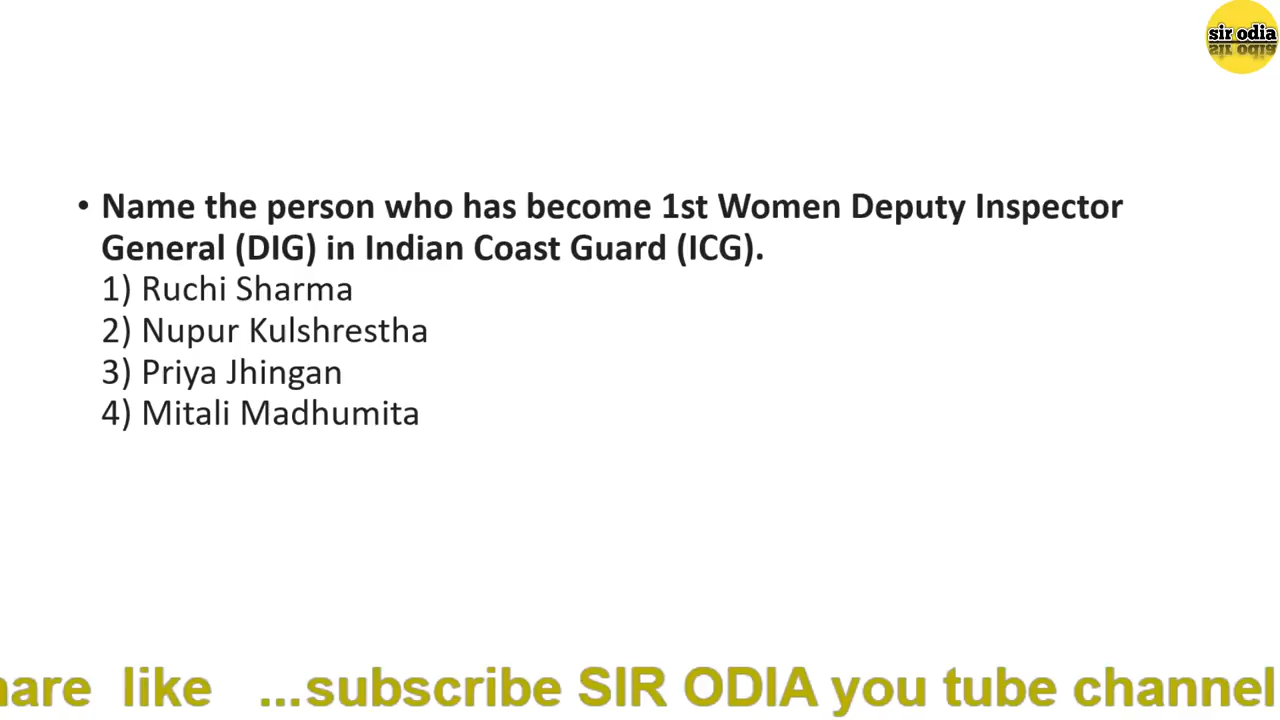 sir odia
• Name the person who has become 1st Women Deputy Inspector
General (DIG) in Indian Coast Guard (ICG).
1) Ruchi Sharma
2) Nupur Kulshrestha
3) Priya Jhingan
4) Mitali Madhumita
hare like ...subscribe SIR ODIA you tube channel